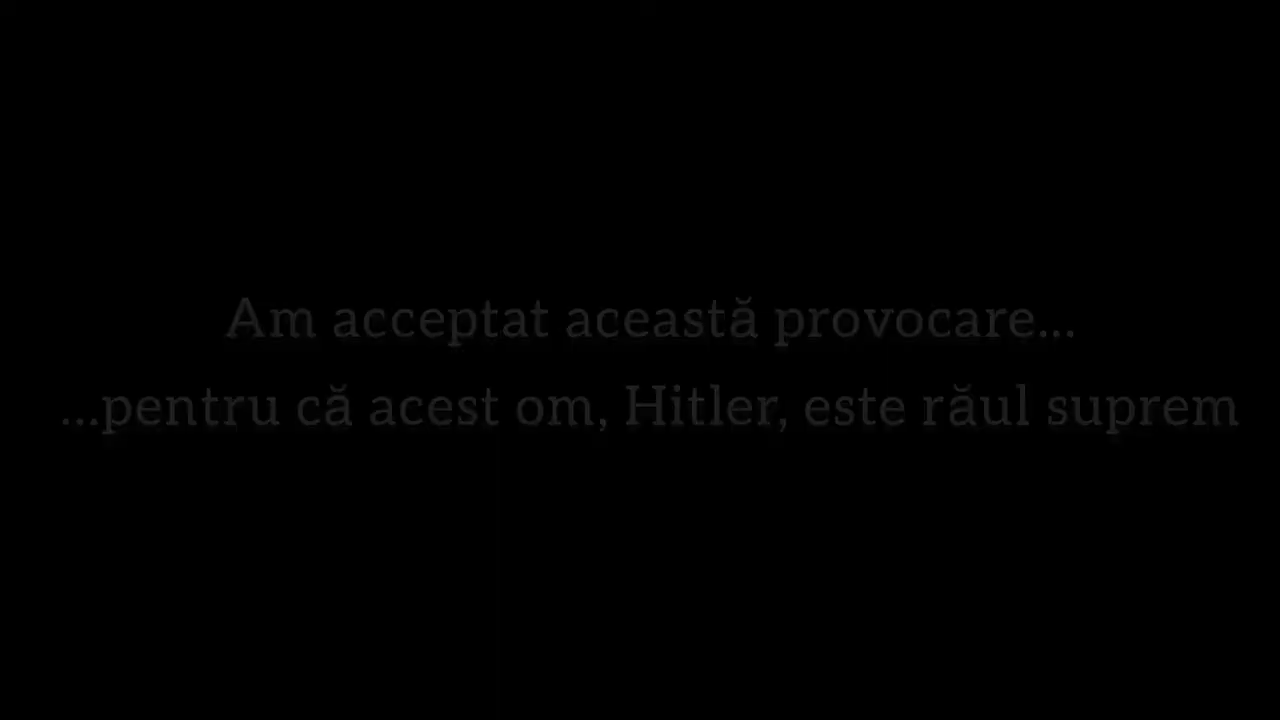 Am acceptat această provocare...
...pentru că acest om, Hitler, este răul suprem